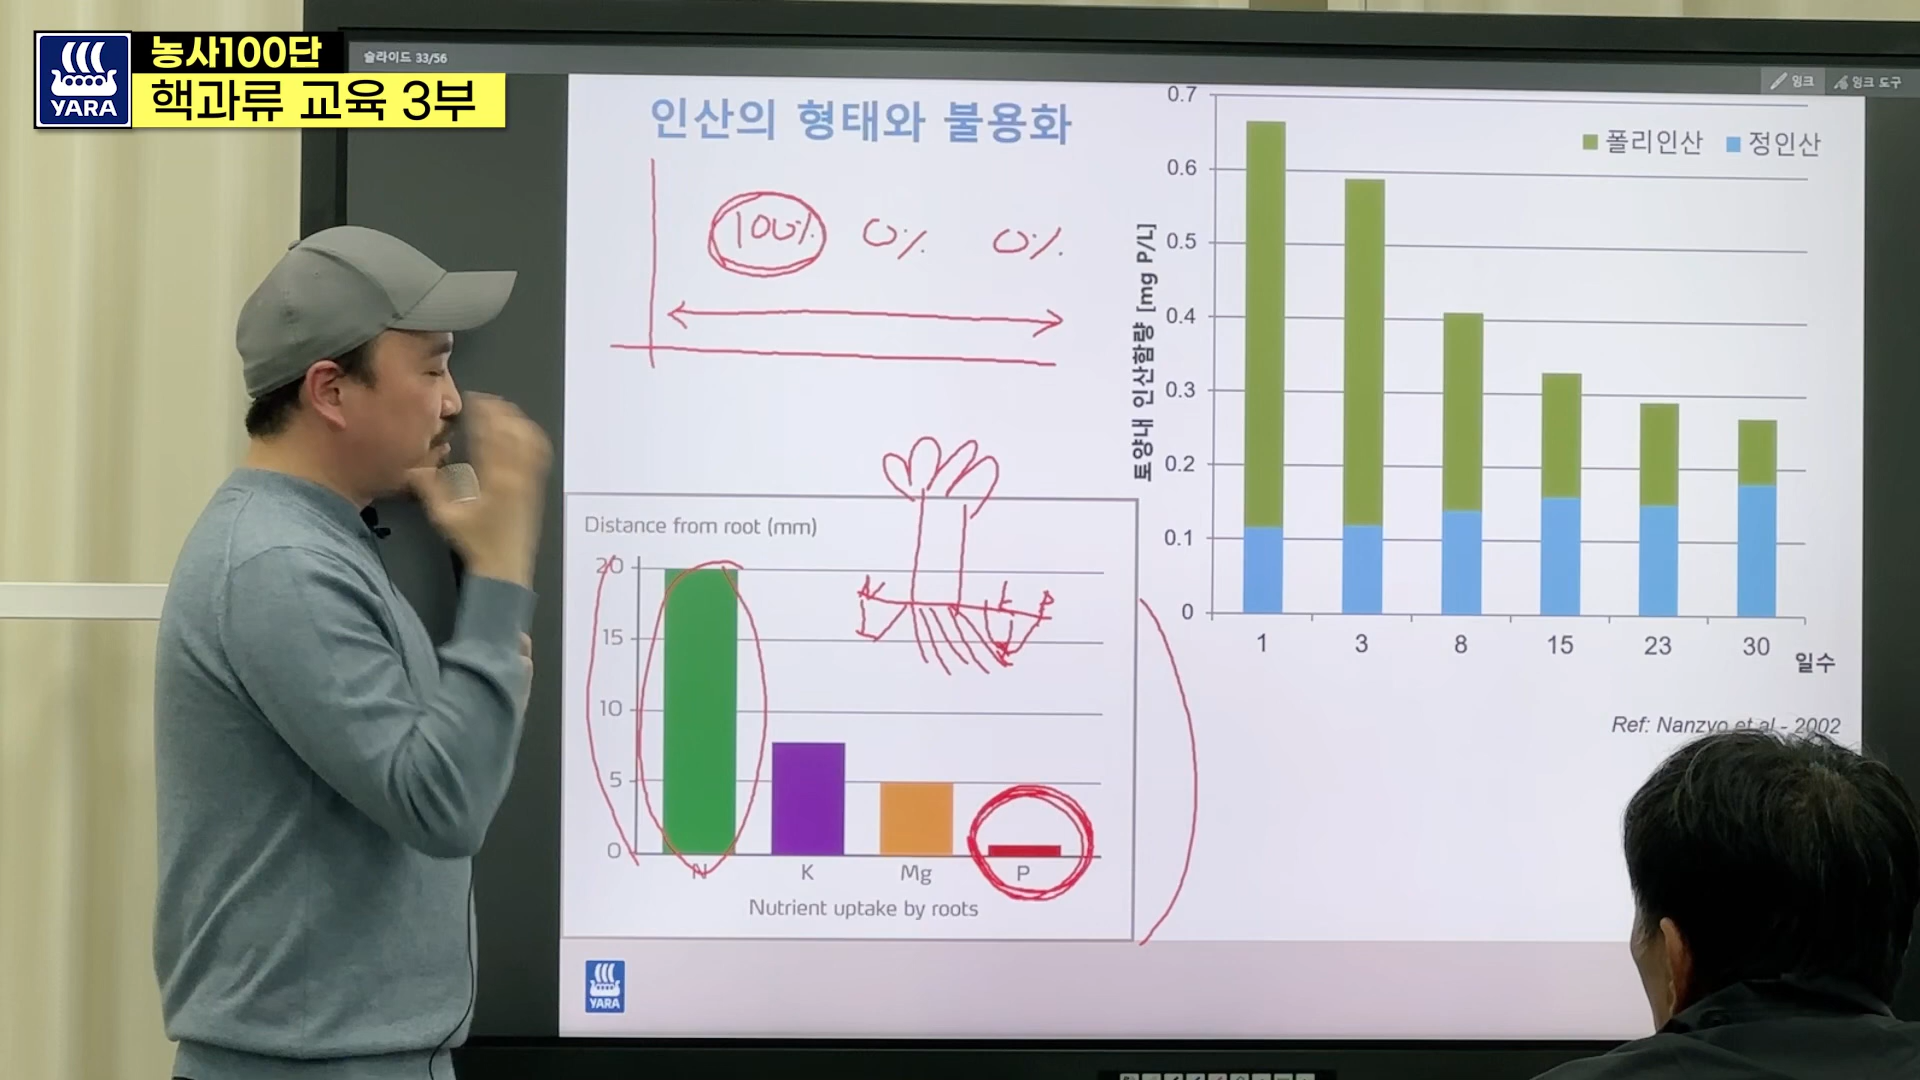 YARA
농사100단
핵과류 교육 3부
슬라이드 33/56
잉크
잉크 도구
인산의 형태와 불용화
100% 0% 0%
Distance from root (mm)
20
15
10
5
0
N K Mg P
Nutrient uptake by roots
N K P
토양내 인산함량 [mg P/L]
폴리인산 정인산
0.7
0.6
0.5
0.4
0.3
0.2
0.1
0
1 3 8 15 23 30
일수
Ref: Nanzyo et al - 2002
YARA